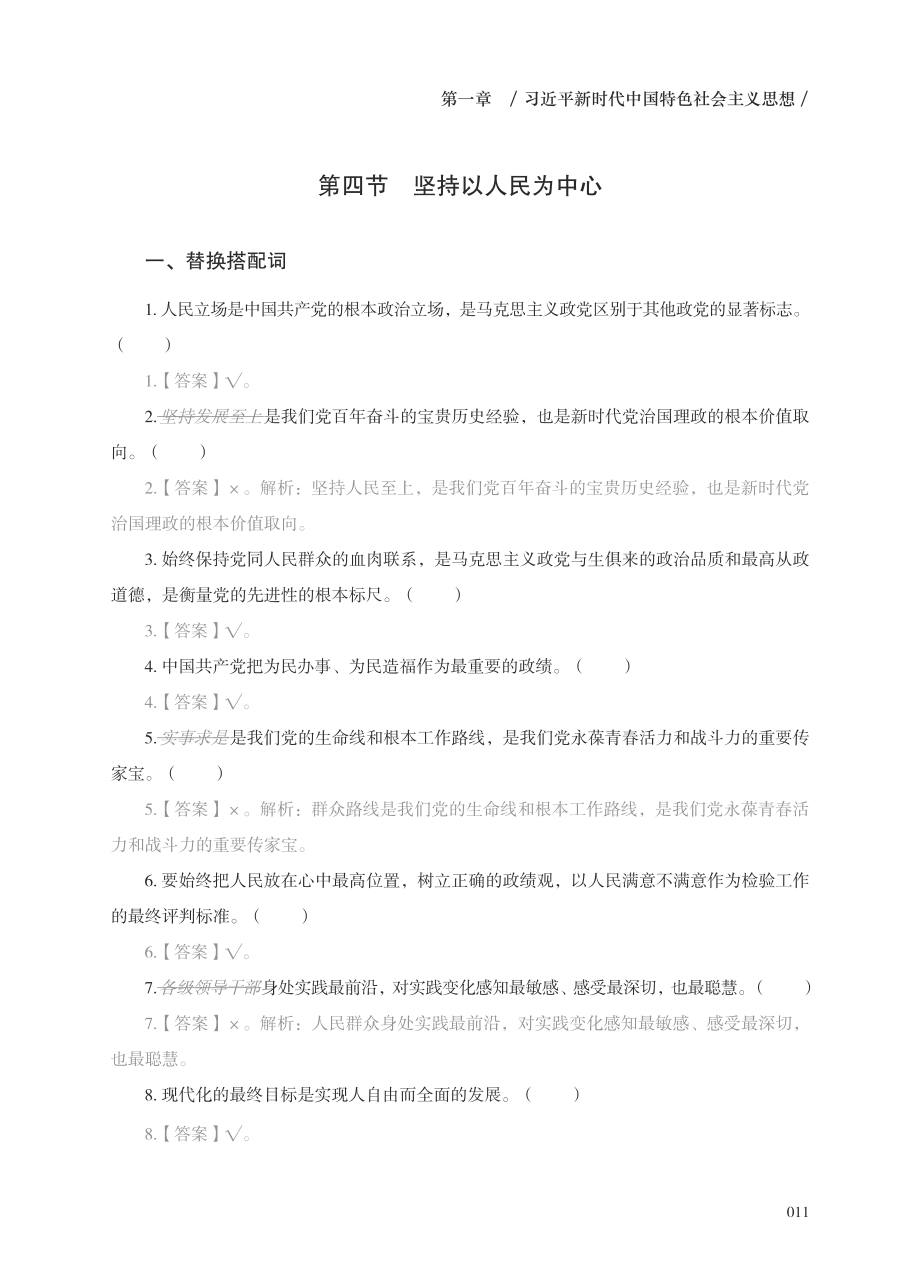 第一章 / 习近平新时代中国特色社会主义思想 /
第四节 坚持以人民为中心
一、替换搭配词
1. 人民立场是中国共产党的根本政治立场，是马克思主义政党区别于其他政党的显著标志。
（ ）
1.【答案】√。
2. 坚持发展至上是我们党百年奋斗的宝贵历史经验，也是新时代党治国理政的根本价值取
向。（ ）
2.【答案】×。解析：坚持人民至上，是我们党百年奋斗的宝贵历史经验，也是新时代党
治国理政的根本价值取向。
3. 始终保持党同人民群众的血肉联系，是马克思主义政党与生俱来的政治品质和最高从政
道德，是衡量党的先进性的根本标尺。（ ）
3.【答案】√。
4. 中国共产党把为民办事、为民造福作为最重要的政绩。（ ）
4.【答案】√。
5. 实事求是是我们党的生命线和根本工作路线，是我们党永葆青春活力和战斗力的重要传
家宝。（ ）
5.【答案】×。解析：群众路线是我们党的生命线和根本工作路线，是我们党永葆青春活
力和战斗力的重要传家宝。
6. 要始终把人民放在心中最高位置，树立正确的政绩观，以人民满意不满意作为检验工作
的最终评判标准。（ ）
6.【答案】√。
7. 各级领导干部身处实践最前沿，对实践变化感知最敏感、感受最深切，也最聪慧。（ ）
7.【答案】×。解析：人民群众身处实践最前沿，对实践变化感知最敏感、感受最深切，
也最聪慧。
8. 现代化的最终目标是实现人自由而全面的发展。（ ）
8.【答案】√。
011